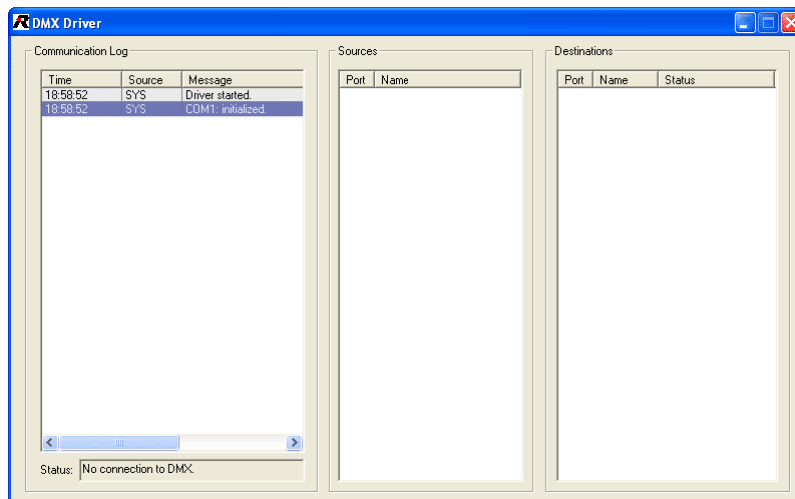 DMX Driver
Communication Log
Time Source Message
18:58:52 SYS Driver started.
18:58:52 SYS COM1: initialized.
Status: No connection to DMX.
Sources
Port Name
Destinations
Port Name Status